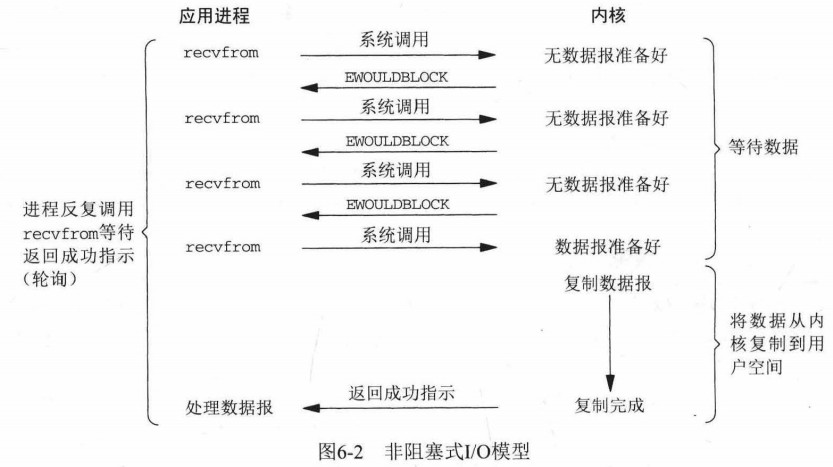 应用进程
内核
recvfrom
系统调用
无数据报准备好
EWOULDBLOCK
recvfrom
系统调用
无数据报准备好
EWOULDBLOCK
recvfrom
系统调用
无数据报准备好
EWOULDBLOCK
recvfrom
系统调用
数据报准备好
等待数据
进程反复调用
recvfrom等待
返回成功指示
（轮询）
复制数据报
将数据从内
核复制到用
户空间
处理数据报
返回成功指示
复制完成
图6-2 非阻塞式I/O模型